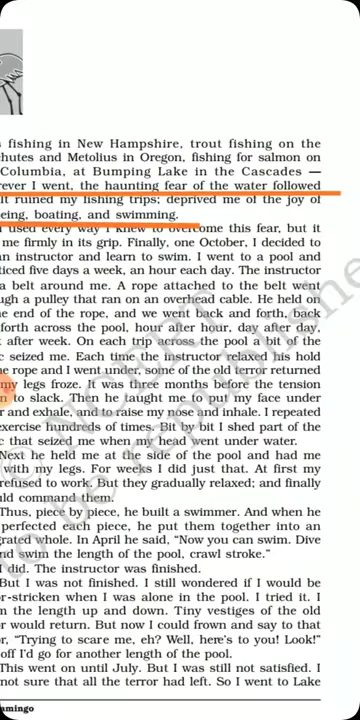 s fishing in New Hampshire, trout fishing on the
chutes and Metolius in Oregon, fishing for salmon on
Columbia, at Bumping Lake in the Cascades —
rever I went, the haunting fear of the water followed
It ruined my fishing trips; deprived me of the joy of
eing, boating, and swimming.
I used every way I knew to overcome this fear, but it
me firmly in its grip. Finally, one October, I decided to
an instructor and learn to swim. I went to a pool and
ticed five days a week, an hour each day. The instructor
a belt around me. A rope attached to the belt went
ugh a pulley that ran on an overhead cable. He held on
he end of the rope, and we went back and forth, back
forth across the pool, hour after hour, day after day,
after week. On each trip across the pool a bit of the
c seized me. Each time the instructor relaxed his hold
he rope and I went under, some of the old terror returned
my legs froze. It was three months before the tension
to slack. Then he taught me to put my face under
r and exhale, and to raise my nose and inhale. I repeated
exercise hundreds of times. Bit by bit I shed part of the
c that seized me when my head went under water.
Next he held me at the side of the pool and had me
with my legs. For weeks I did just that. At first my
refused to work. But they gradually relaxed; and finally
uld command them.
Thus, piece by piece, he built a swimmer. And when he
perfected each piece, he put them together into an
grated whole. In April he said, “Now you can swim. Dive
nd swim the length of the pool, crawl stroke.”
I did. The instructor was finished.
But I was not finished. I still wondered if I would be
or-stricken when I was alone in the pool. I tried it. I
m the length up and down. Tiny vestiges of the old
or would return. But now I could frown and say to that
or, “Trying to scare me, eh? Well, here’s to you! Look!”
off I’d go for another length of the pool.
This went on until July. But I was still not satisfied. I
not sure that all the terror had left. So I went to Lake
amingo